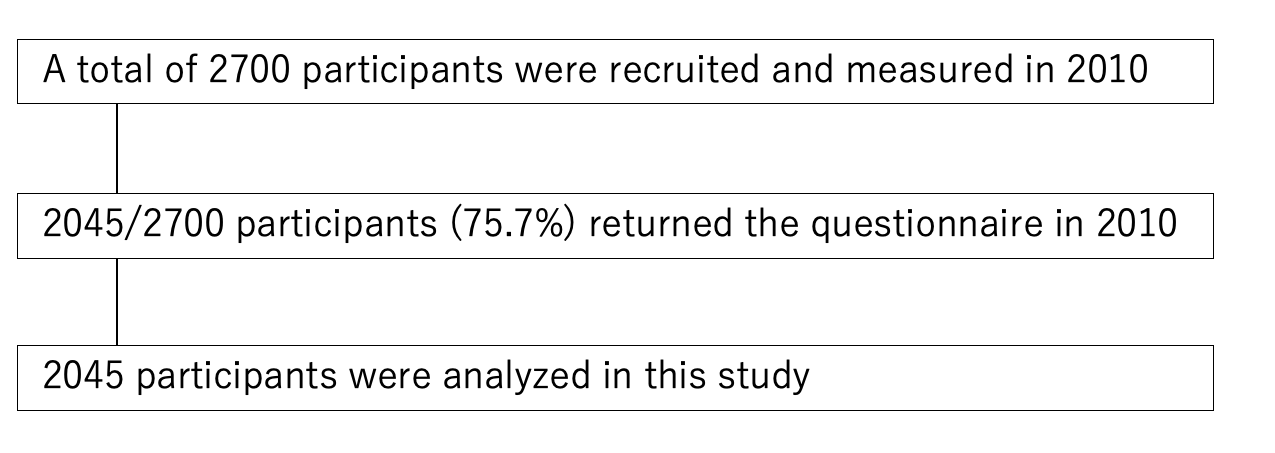 A total of 2700 participants were recruited and measured in 2010
2045/2700 participants (75.7%) returned the questionnaire in 2010
2045 participants were analyzed in this study